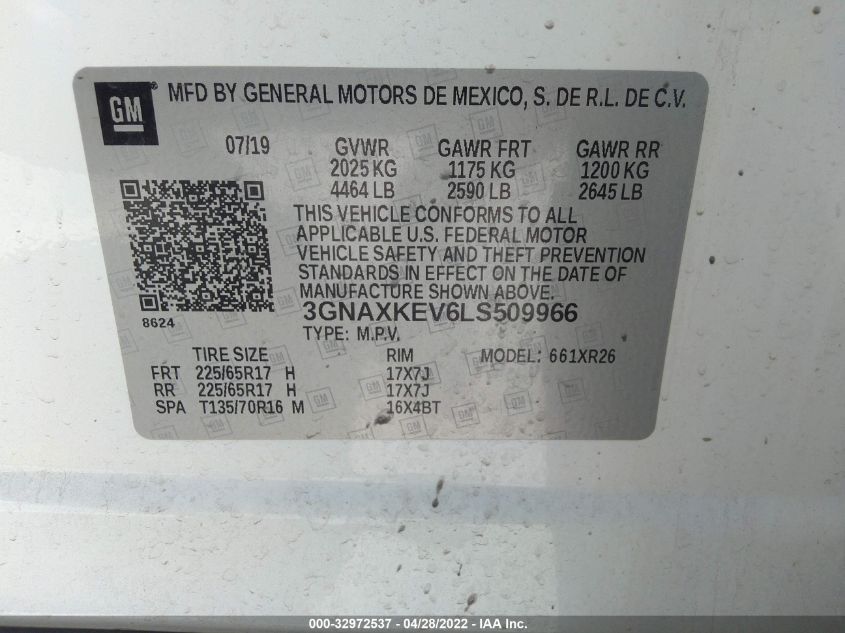 GM ® MFD BY GENERAL MOTORS DE MEXICO, S. DE R.L. DE C.V.
07/19 GVWR GAWR FRT GAWR RR
2025 KG 1175 KG 1200 KG
4464 LB 2590 LB 2645 LB
THIS VEHICLE CONFORMS TO ALL
APPLICABLE U.S. FEDERAL MOTOR
VEHICLE SAFETY AND THEFT PREVENTION
STANDARDS IN EFFECT ON THE DATE OF
MANUFACTURE SHOWN ABOVE.
8624
3GNAXKEV6LS509966
TYPE: M.P.V.
TIRE SIZE RIM MODEL: 661XR26
FRT 225/65R17 H 17X7J
RR 225/65R17 H 17X7J
SPA T135/70R16 M 16X4BT
000-32972537 - 04/28/2022 - IAA Inc.